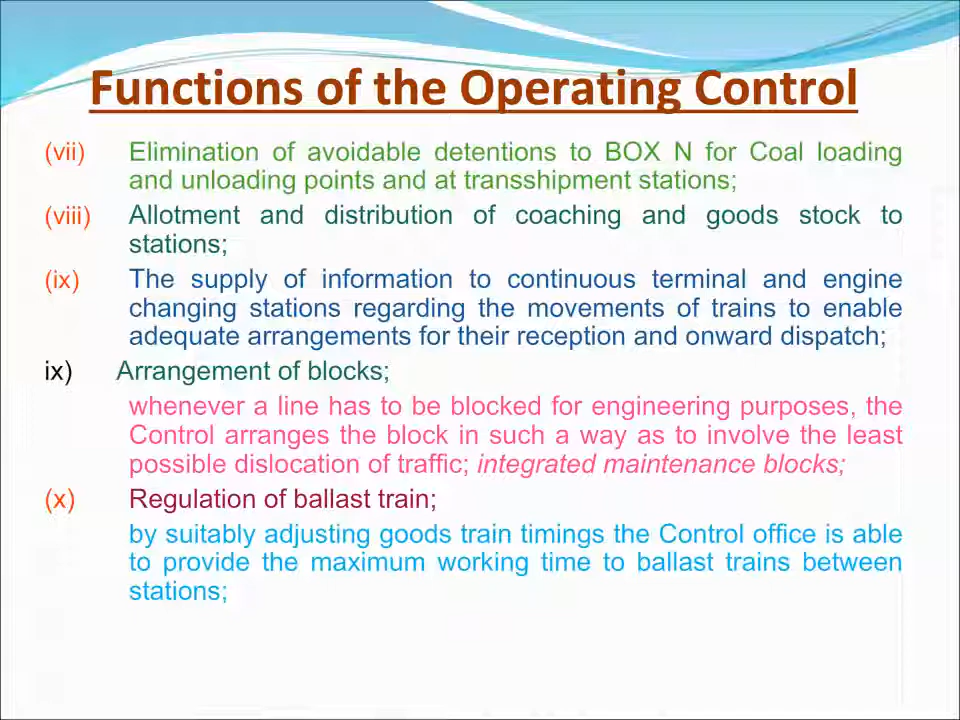 Functions of the Operating Control
(vii) Elimination of avoidable detentions to BOX N for Coal loading
and unloading points and at transshipment stations;
(viii) Allotment and distribution of coaching and goods stock to
stations;
(ix) The supply of information to continuous terminal and engine
changing stations regarding the movements of trains to enable
adequate arrangements for their reception and onward dispatch;
ix) Arrangement of blocks;
whenever a line has to be blocked for engineering purposes, the
Control arranges the block in such a way as to involve the least
possible dislocation of traffic; integrated maintenance blocks;
(x) Regulation of ballast train;
by suitably adjusting goods train timings the Control office is able
to provide the maximum working time to ballast trains between
stations;